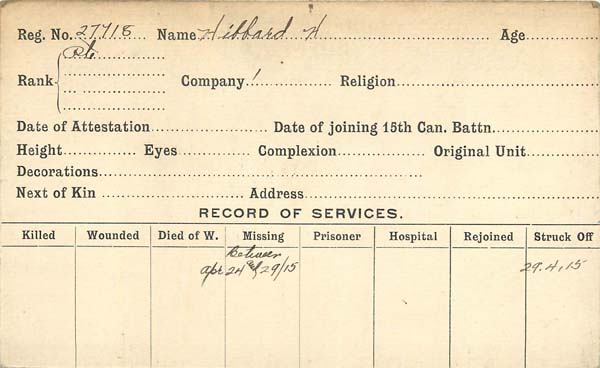 Reg. No. 27718 Name Hibbard H Age
Rank Pte Company 1 Religion
Date of Attestation Date of joining 15th Can. Battn.
Height Eyes Complexion Original Unit
Decorations
Next of Kin Address
RECORD OF SERVICES.
Killed Wounded Died of W. Missing Prisoner Hospital Rejoined Struck Off
between
apr 24 & 29/15 29.4.15